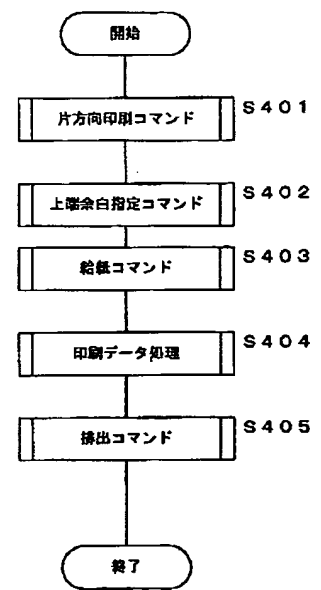 開始
片方向印刷コマンド S401
上端余白指定コマンド S402
給紙コマンド S403
印刷データ処理 S404
排出コマンド S405
終了